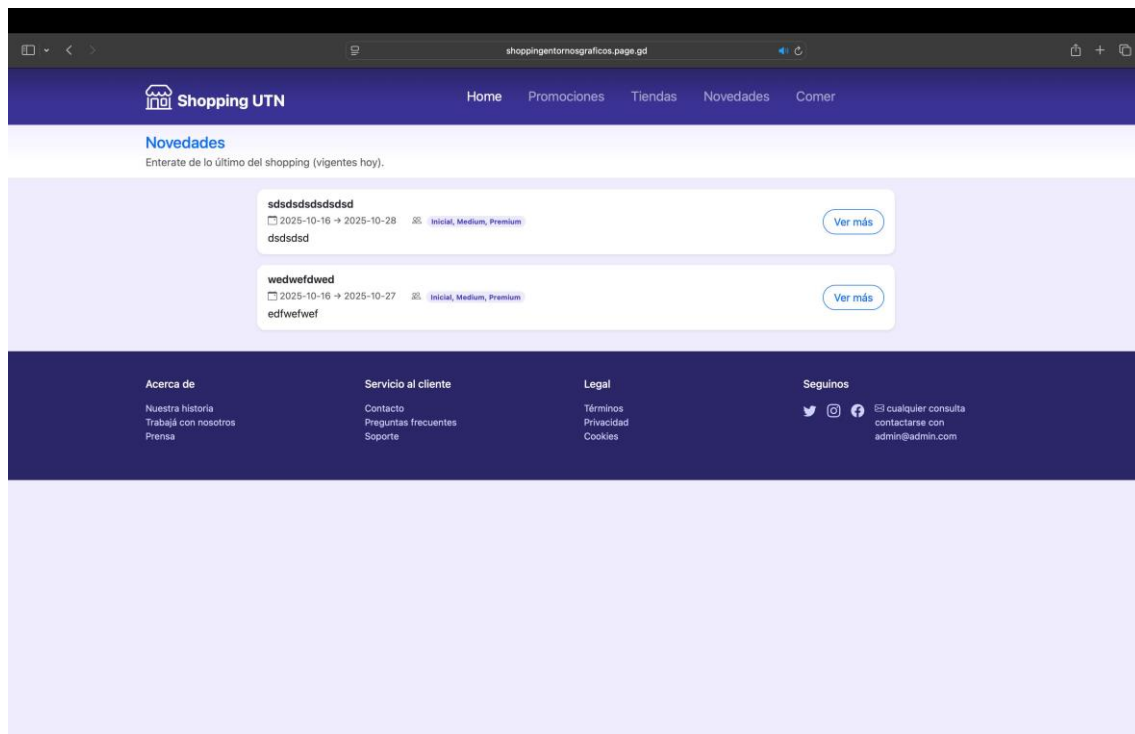 shoppingentornosgraficos.page.gd
Shopping UTN
Home Promociones Tiendas Novedades Comer
Novedades
Enterate de lo último del shopping (vigentes hoy).
sdsdsdsdsdsdsd
2025-10-16 → 2025-10-28 Inicial, Medium, Premium
dsdsdsd
Ver más
wedwefdwed
2025-10-16 → 2025-10-27 Inicial, Medium, Premium
edfwefwef
Ver más
Acerca de
Nuestra historia
Trabajá con nosotros
Prensa
Servicio al cliente
Contacto
Preguntas frecuentes
Soporte
Legal
Términos
Privacidad
Cookies
Seguinos
cualquier consulta
contactarse con
admin@admin.com